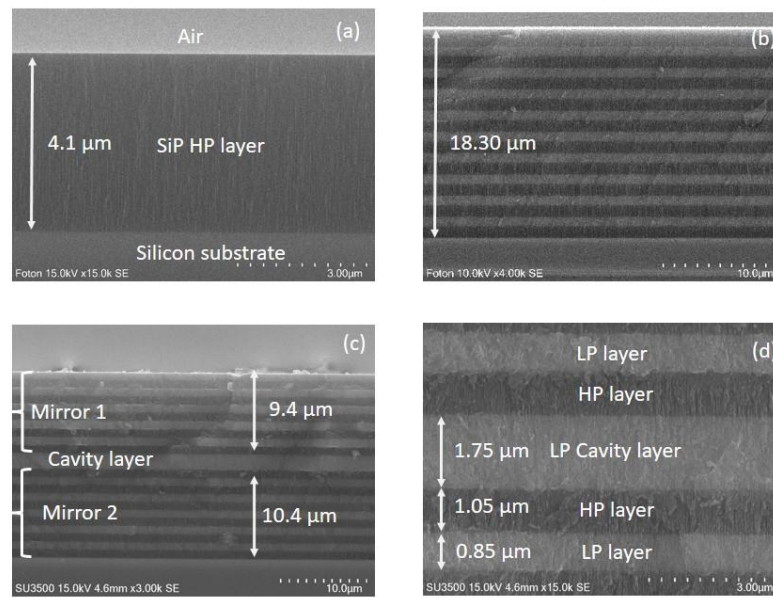 Air
(a)
4.1 μm
SiP HP layer
Silicon substrate
Foton 15.0kV x15.0k SE
3.00μm
(b)
18.30 μm
Foton 10.0kV x4.00k SE
10.0μm
(c)
Mirror 1
9.4 μm
Cavity layer
Mirror 2
10.4 μm
SU3500 15.0kV 4.6mm x3.00k SE
10.0μm
LP layer
(d)
HP layer
1.75 μm
LP Cavity layer
1.05 μm
HP layer
0.85 μm
LP layer
SU3500 15.0kV 4.6mm x15.0k SE
3.00μm